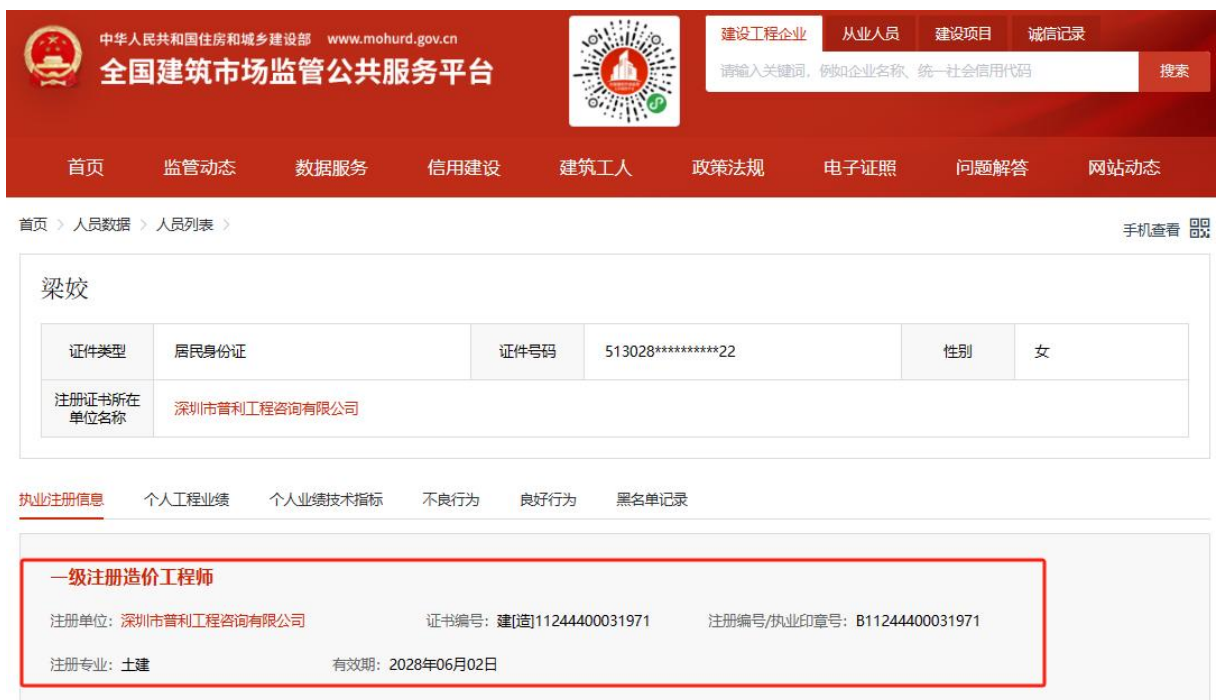 中华人民共和国住房和城乡建设部 www.mohurd.gov.cn
全国建筑市场监管公共服务平台
建设工程企业 从业人员 建设项目 诚信记录
请输入关键词，例如企业名称、统一社会信用代码 搜索
首页 监管动态 数据服务 信用建设 建筑工人 政策法规 电子证照 问题解答 网站动态
首页 > 人员数据 > 人员列表 >
手机查看
梁姣
证件类型 居民身份证 证件号码 513028**********22 性别 女
注册证书所在
单位名称
深圳市普利工程咨询有限公司
执业注册信息 个人工程业绩 个人业绩技术指标 不良行为 良好行为 黑名单记录
一级注册造价工程师
注册单位：深圳市普利工程咨询有限公司 证书编号：建[造]11244400031971 注册编号/执业印章号：B11244400031971
注册专业：土建 有效期：2028年06月02日